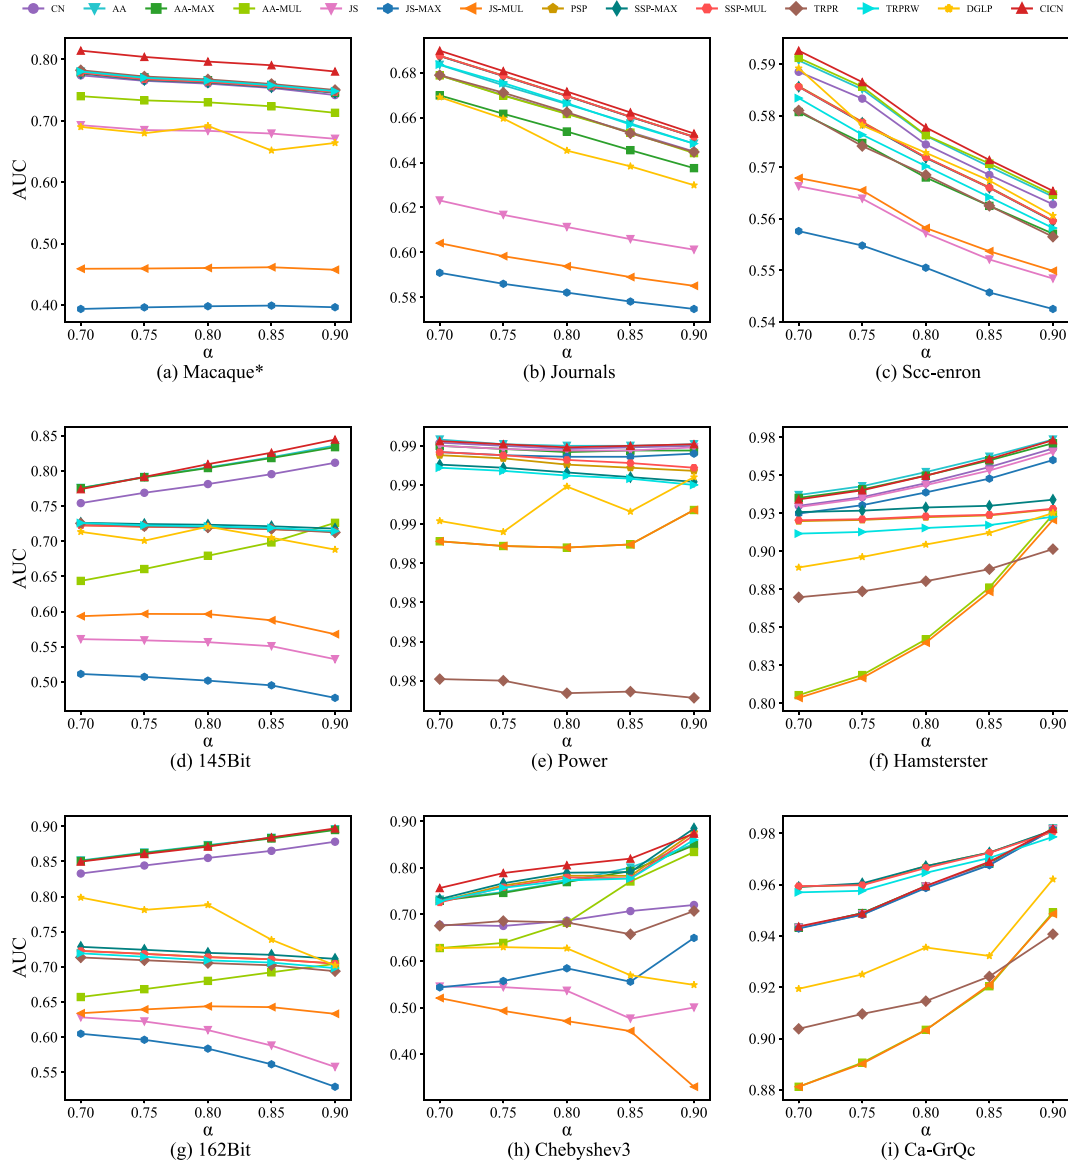 CN AA AA-MAX AA-MUL JS JS-MAX JS-MUL PSP SSP-MAX SSP-MUL TRPR TRPRW DGLP CICN
AUC
0.80
0.70
0.60
0.50
0.40
0.70 0.75 0.80 0.85 0.90
α
(a) Macaque*
0.68
0.66
0.64
0.62
0.60
0.58
0.70 0.75 0.80 0.85 0.90
α
(b) Journals
0.59
0.58
0.57
0.56
0.55
0.54
0.70 0.75 0.80 0.85 0.90
α
(c) Scc-enron
AUC
0.85
0.80
0.75
0.70
0.65
0.60
0.55
0.50
0.70 0.75 0.80 0.85 0.90
α
(d) 145Bit
0.99
0.99
0.99
0.98
0.98
0.98
0.98
0.70 0.75 0.80 0.85 0.90
α
(e) Power
0.98
0.95
0.93
0.90
0.88
0.85
0.83
0.80
0.70 0.75 0.80 0.85 0.90
α
(f) Hamsterster
AUC
0.90
0.85
0.80
0.75
0.70
0.65
0.60
0.55
0.70 0.75 0.80 0.85 0.90
α
(g) 162Bit
0.90
0.80
0.70
0.60
0.50
0.40
0.70 0.75 0.80 0.85 0.90
α
(h) Chebyshev3
0.98
0.96
0.94
0.92
0.90
0.88
0.70 0.75 0.80 0.85 0.90
α
(i) Ca-GrQc